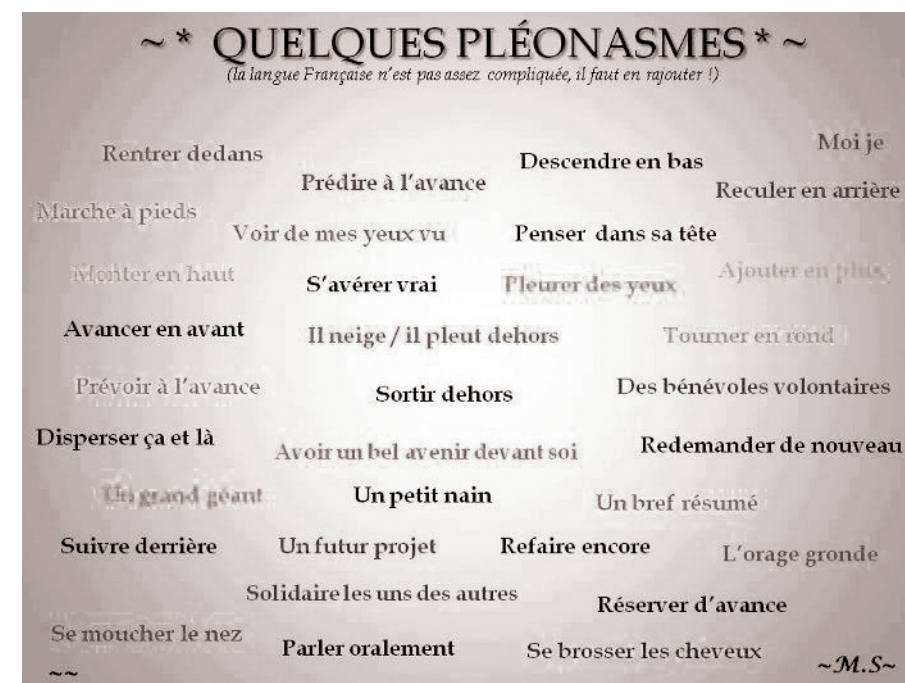 ~ * QUELQUES PLÉONASMES * ~
(la langue Française n'est pas assez compliquée, il faut en rajouter !)
Moi je
Rentrer dedans
Descendre en bas
Prédire à l'avance
Reculer en arrière
Marche à pieds
Voir de mes yeux vu
Penser dans sa tête
Monter en haut
S'avérer vrai
Pleurer des yeux
Ajouter en plus
Avancer en avant
Il neige / il pleut dehors
Tourner en rond
Prévoir à l'avance
Sortir dehors
Des bénévoles volontaires
Disperser ça et là
Avoir un bel avenir devant soi
Redemander de nouveau
Un grand géant
Un petit nain
Un bref résumé
Suivre derrière
Un futur projet
Refaire encore
L'orage gronde
Solidaire les uns des autres
Réserver d'avance
Se moucher le nez
Parler oralement
Se brosser les cheveux
~~
~M.S~